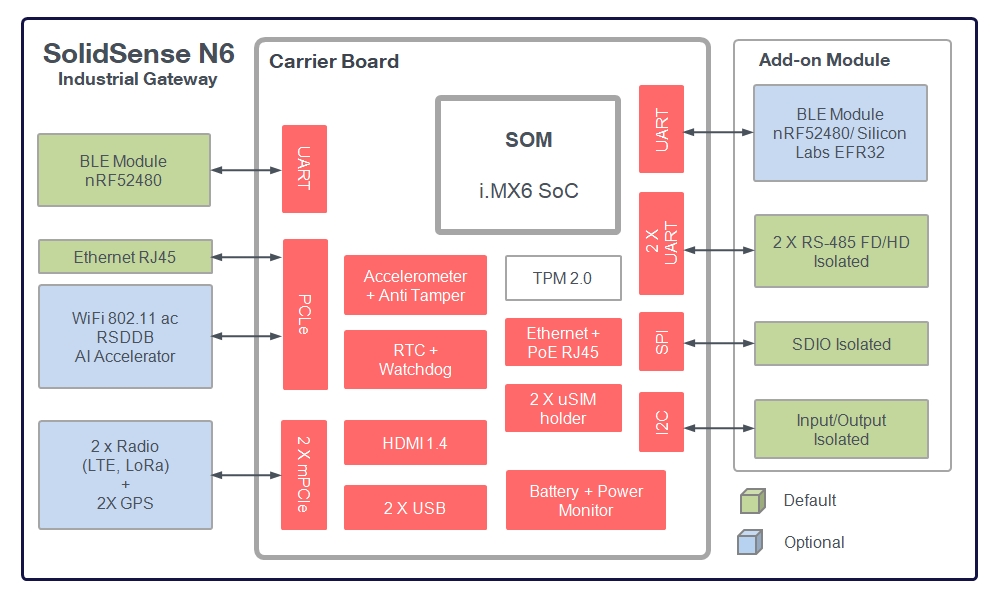 SolidSense N6
Industrial Gateway
BLE Module
nRF52480
Ethernet RJ45
WiFi 802.11 ac
RSDDB
AI Accelerator
2 x Radio
(LTE, LoRa)
+
2X GPS
Carrier Board
UART
PCLe
2 X mPCIe
SOM
i.MX6 SoC
Accelerometer
+ Anti Tamper
RTC +
Watchdog
HDMI 1.4
2 X USB
TPM 2.0
Ethernet +
PoE RJ45
2 X uSIM
holder
Battery + Power
Monitor
UART
2 X
UART
SPI
I2C
Add-on Module
BLE Module
nRF52480/ Silicon
Labs EFR32
2 X RS-485 FD/HD
Isolated
SDIO Isolated
Input/Output
Isolated
Default
Optional